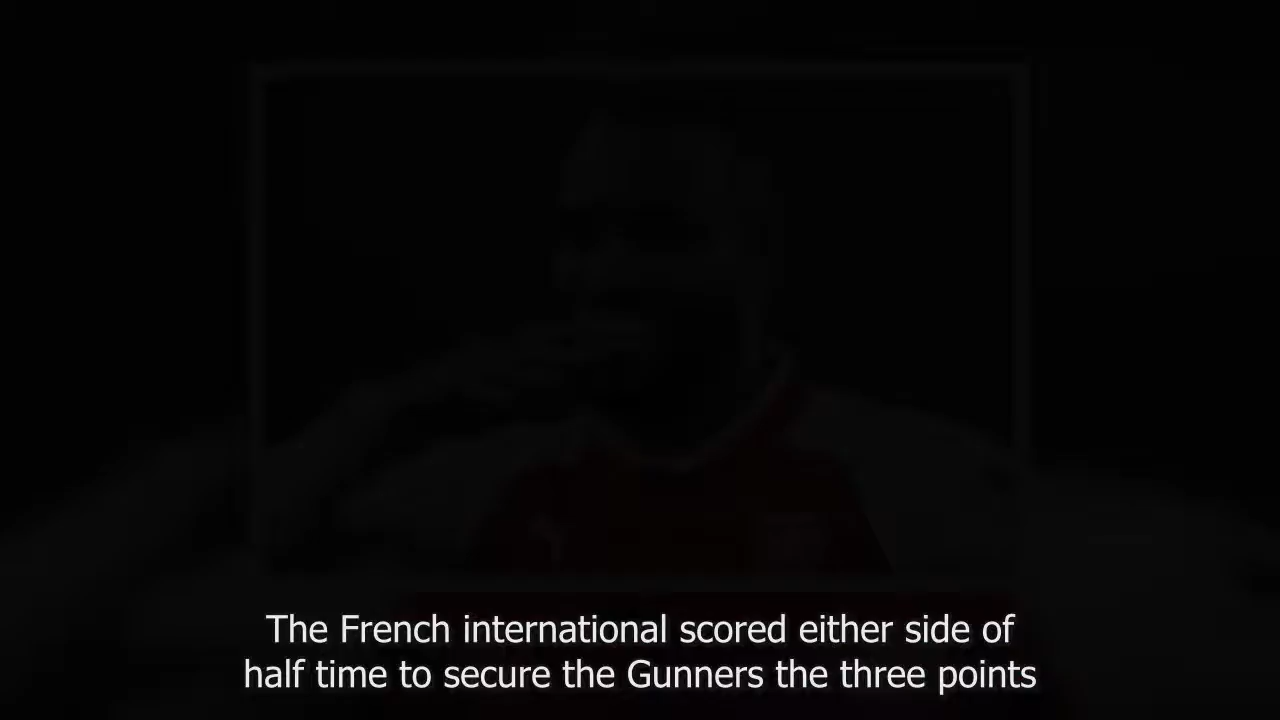 The French international scored either side of
half time to secure the Gunners the three points